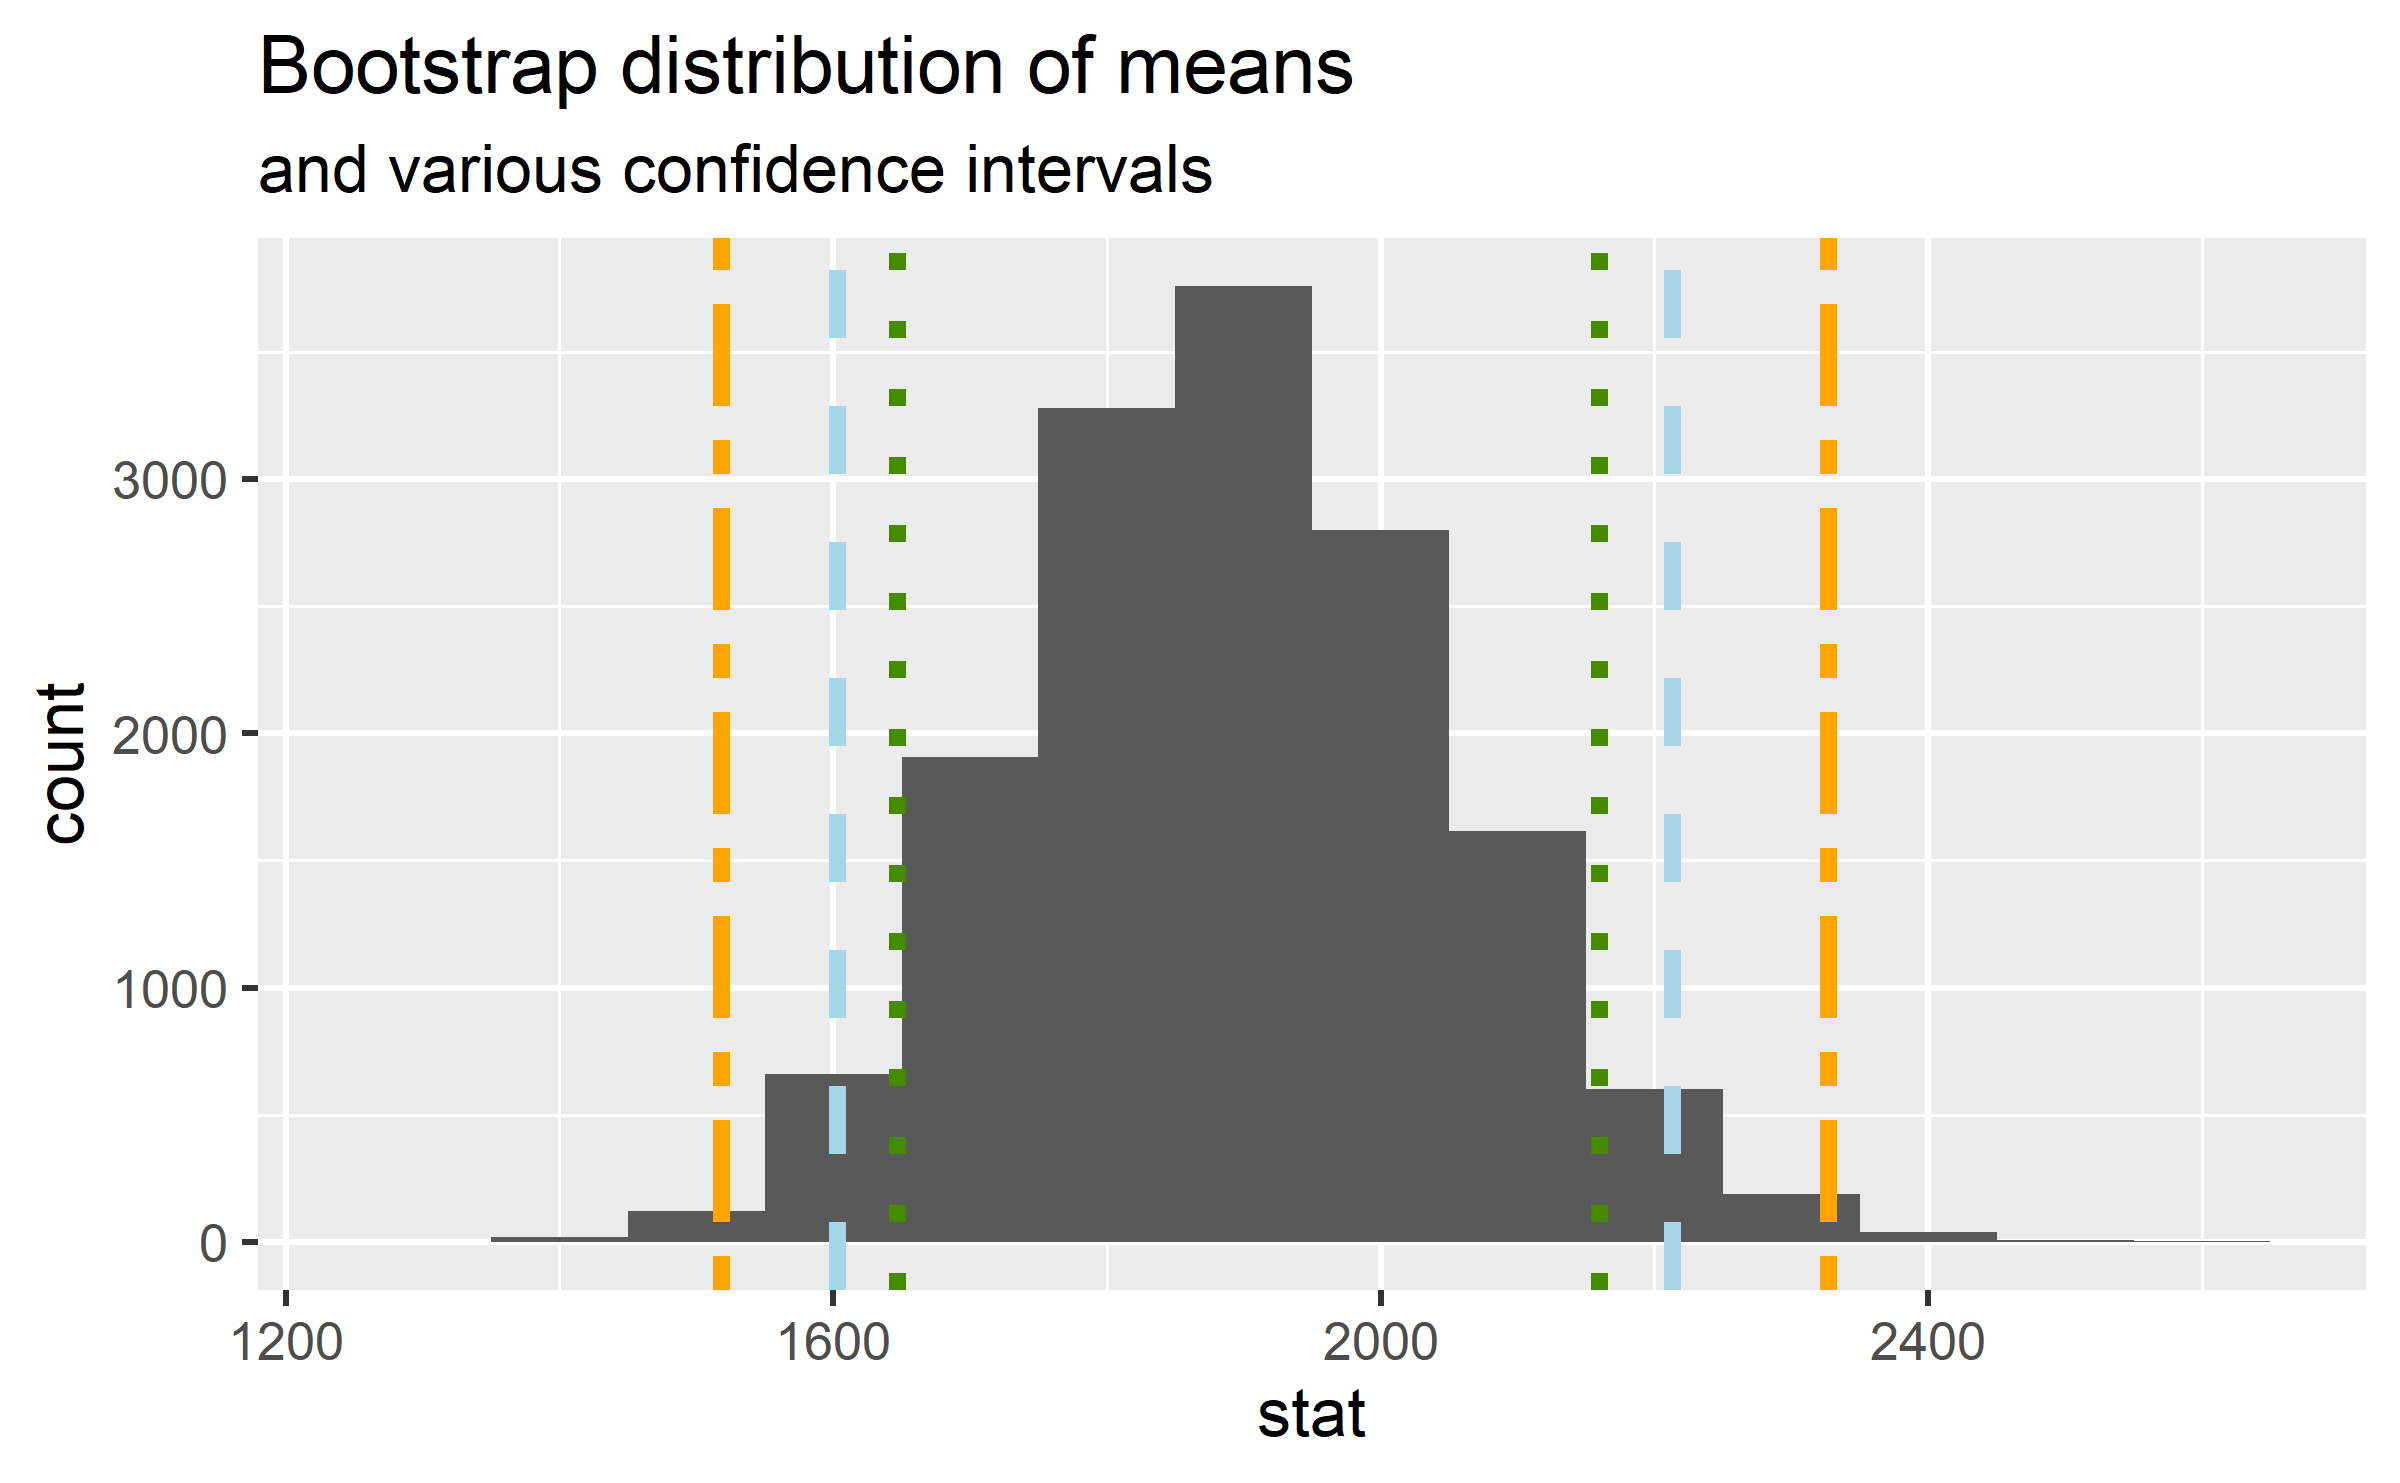 Bootstrap distribution of means
and various confidence intervals
count
3000
2000
1000
0
1200 1600 2000 2400
stat